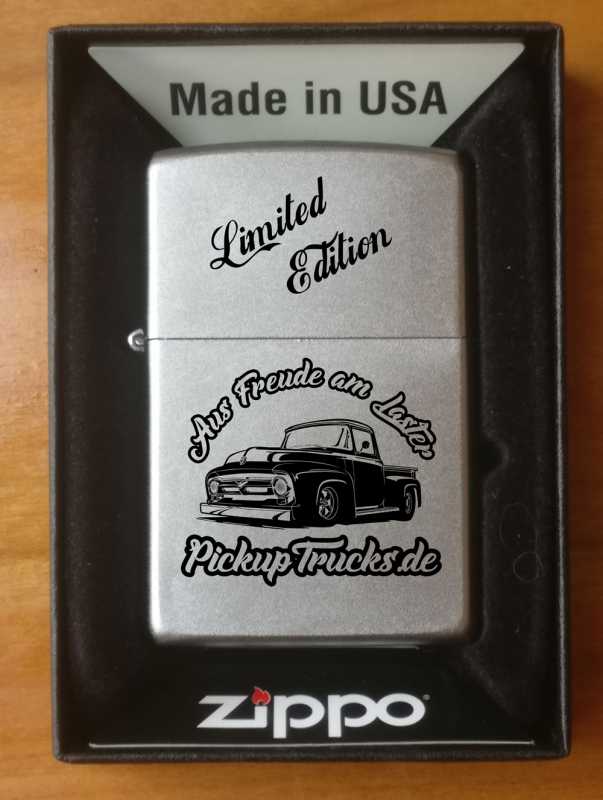 Made in USA
Limited
Edition
Aus Freude am Laster
PickupTrucks.de
zippo®